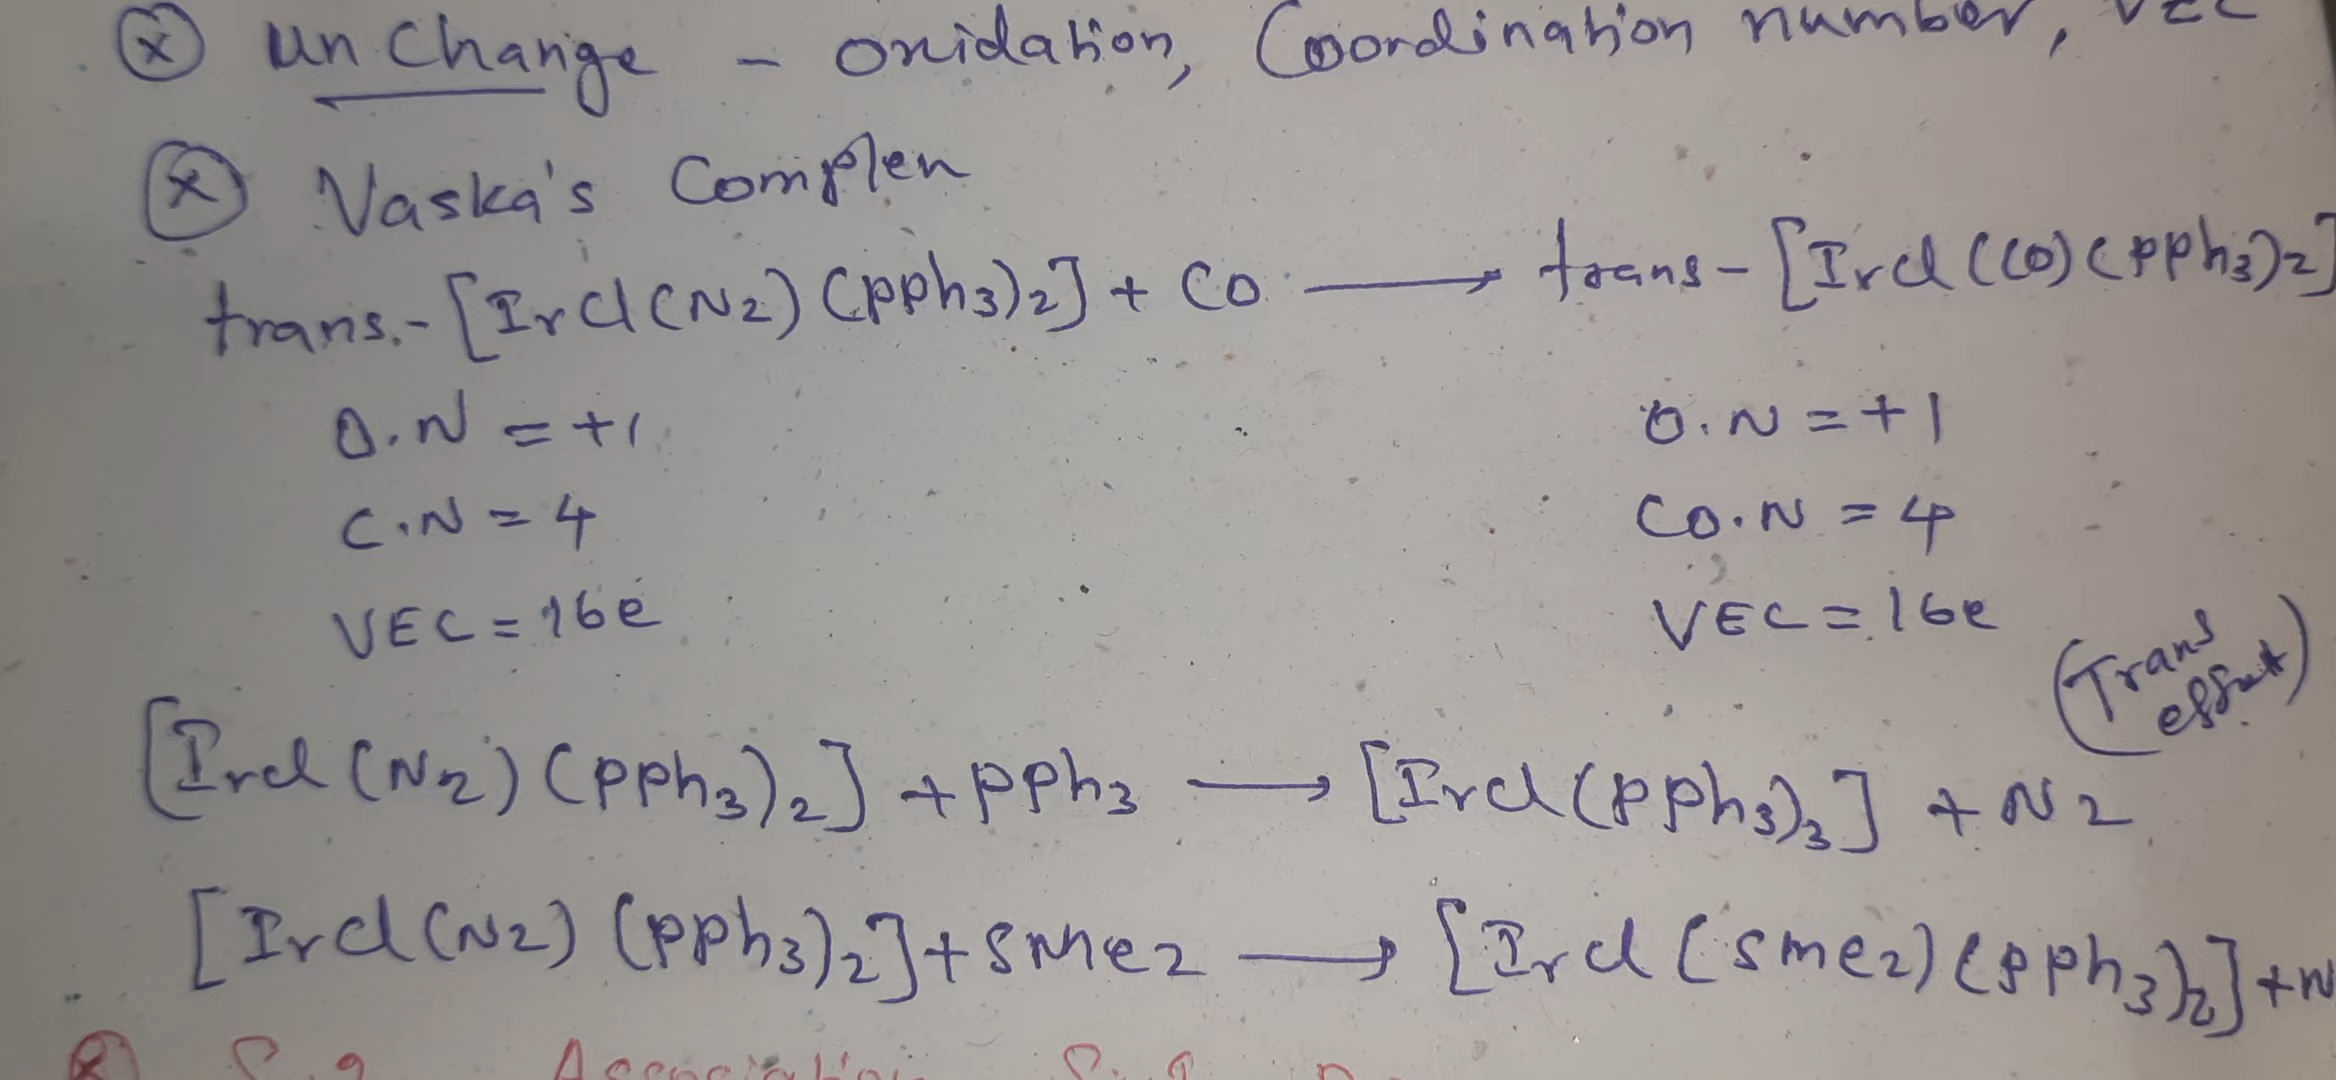 ⓧ unchange - oxidation, Coordination number, VEC
ⓧ Vaska's Complex
trans.-[IrCl(N2)(PPh3)2] + CO ⟶ trans-[IrCl(CO)(PPh3)2]
O.N = +1 O.N = +1
C.N = 4 CO.N = 4
VEC = 16e VEC = 16e
(Trans effect)
[IrCl(N2)(PPh3)2] + PPh3 ⟶ [IrCl(PPh3)3] + N2
[IrCl(N2)(PPh3)2] + SMe2 ⟶ [IrCl(SMe2)(PPh3)2] + N